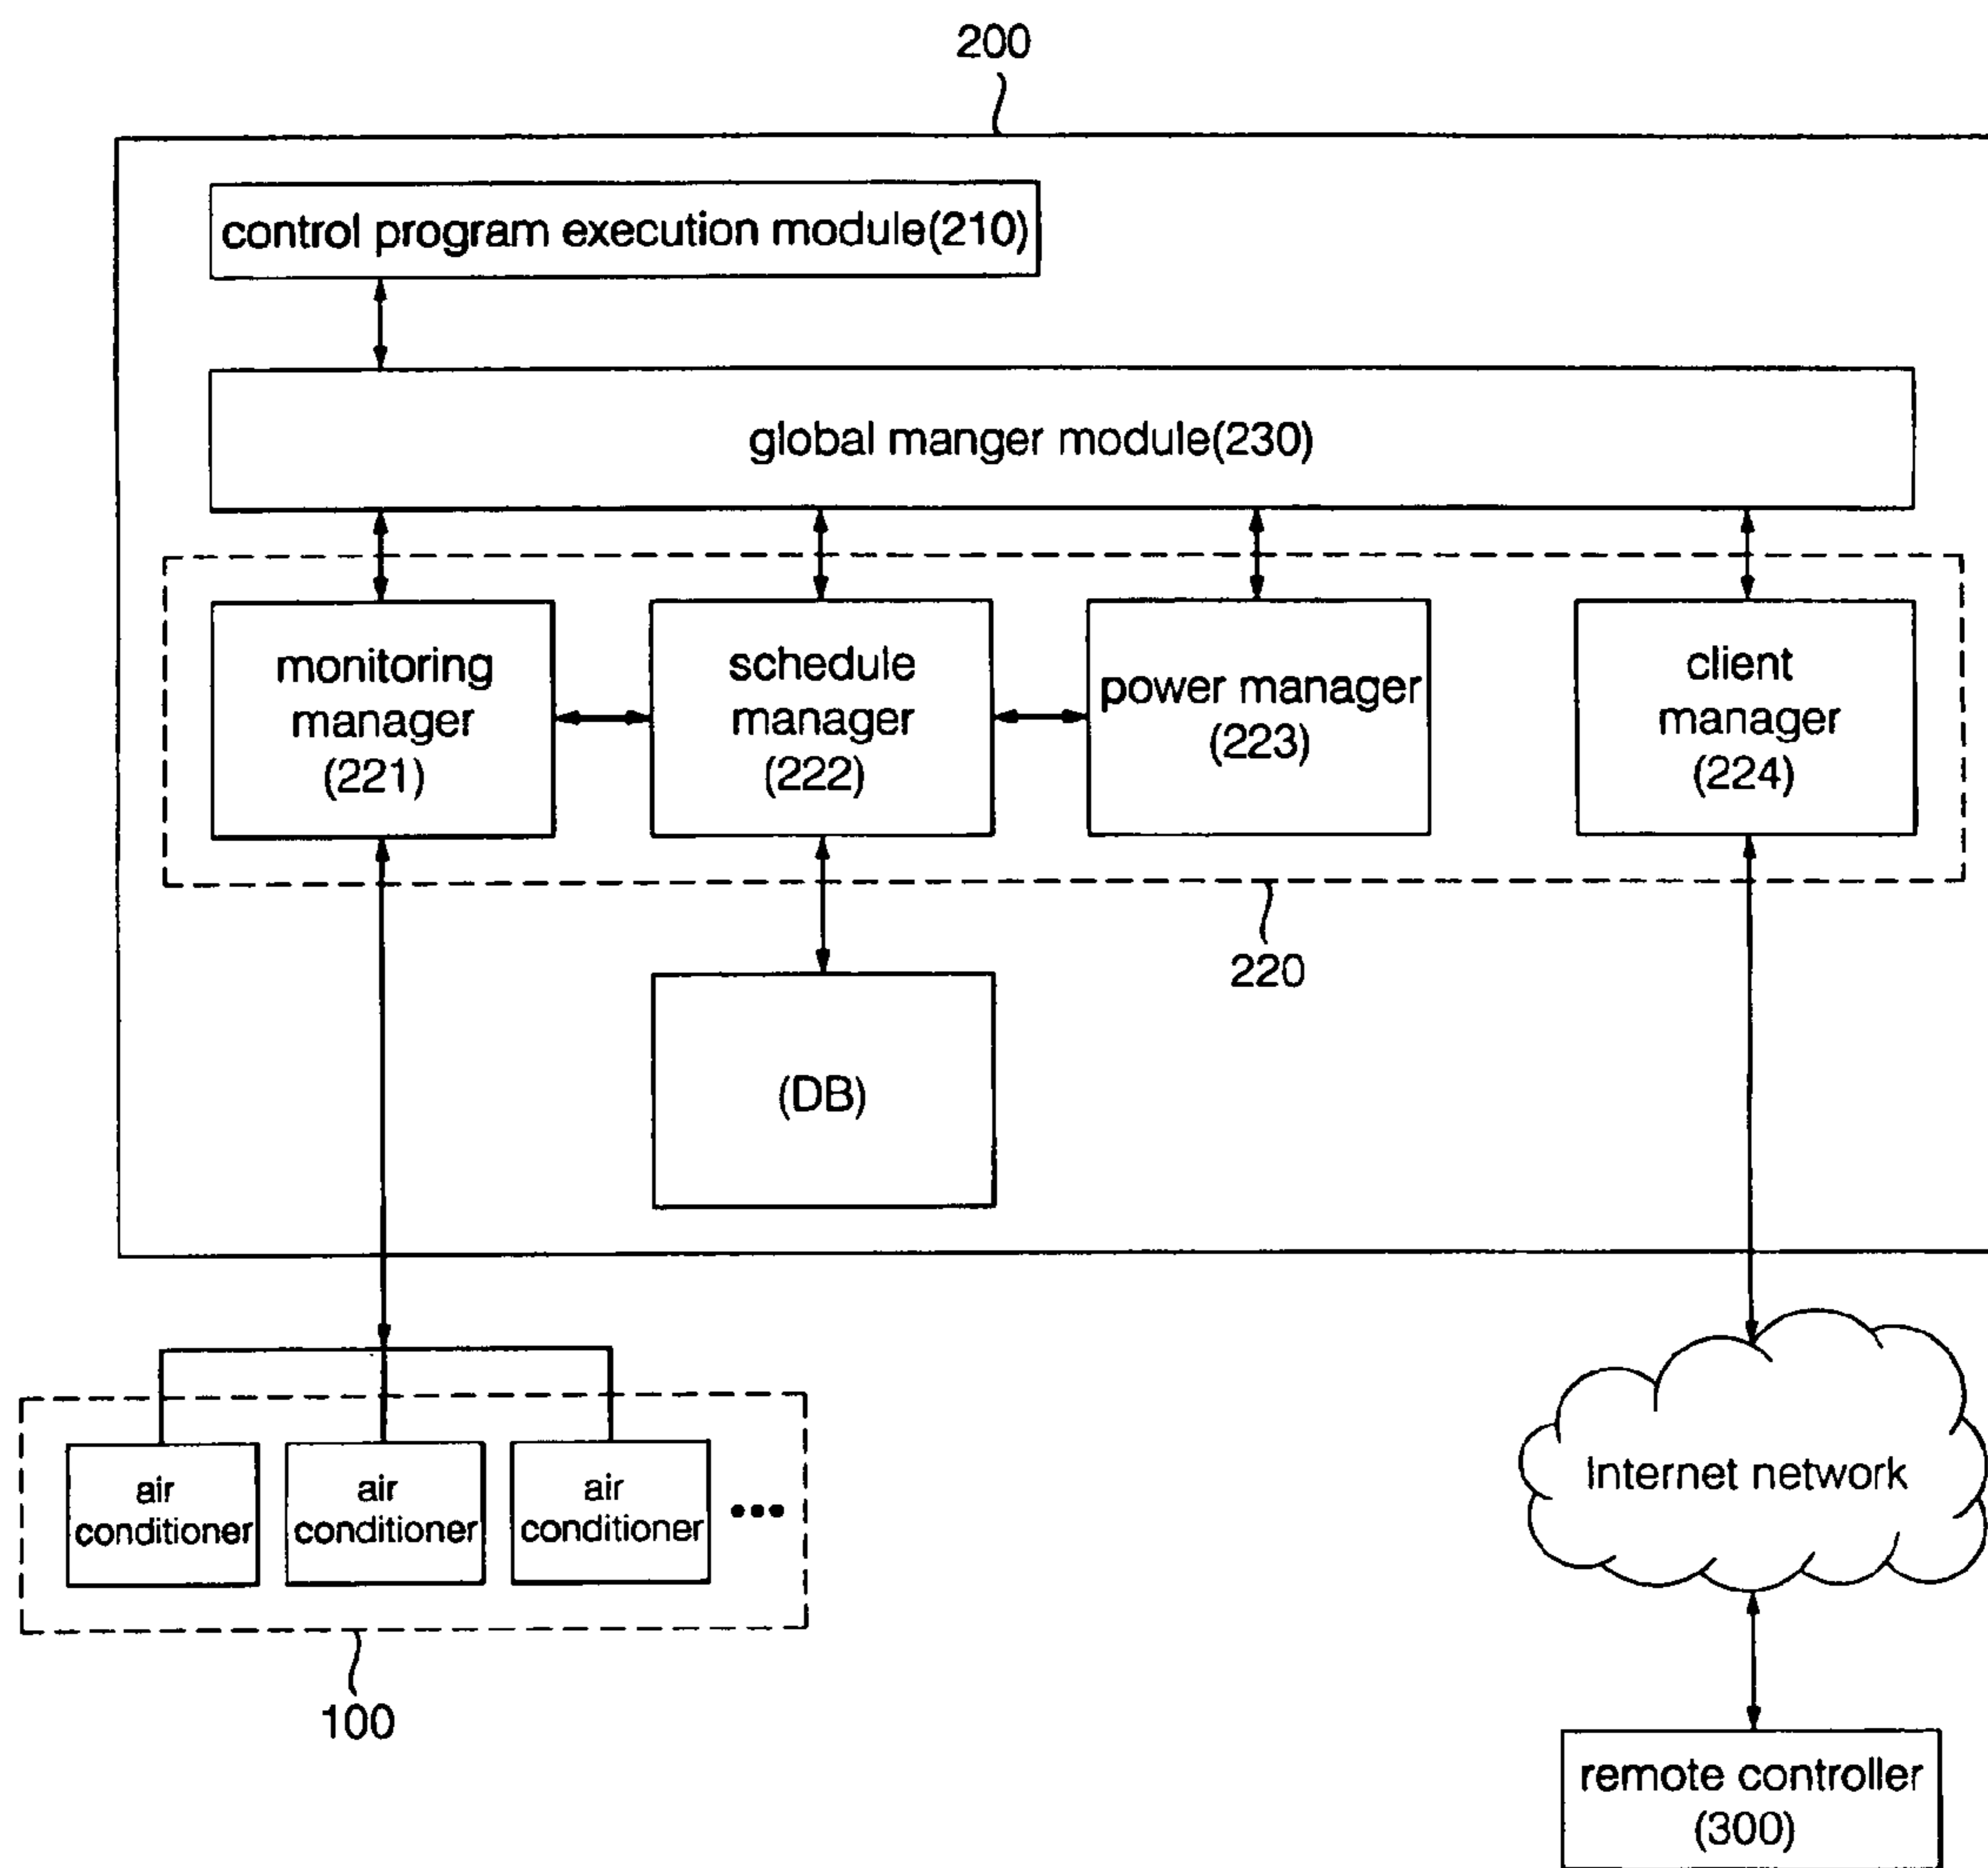 200
control program execution module(210)
global manger module(230)
monitoring
manager
(221)
schedule
manager
(222)
power manager
(223)
client
manager
(224)
220
(DB)
air
conditioner
air
conditioner
air
conditioner
•••
100
Internet network
remote controller
(300)